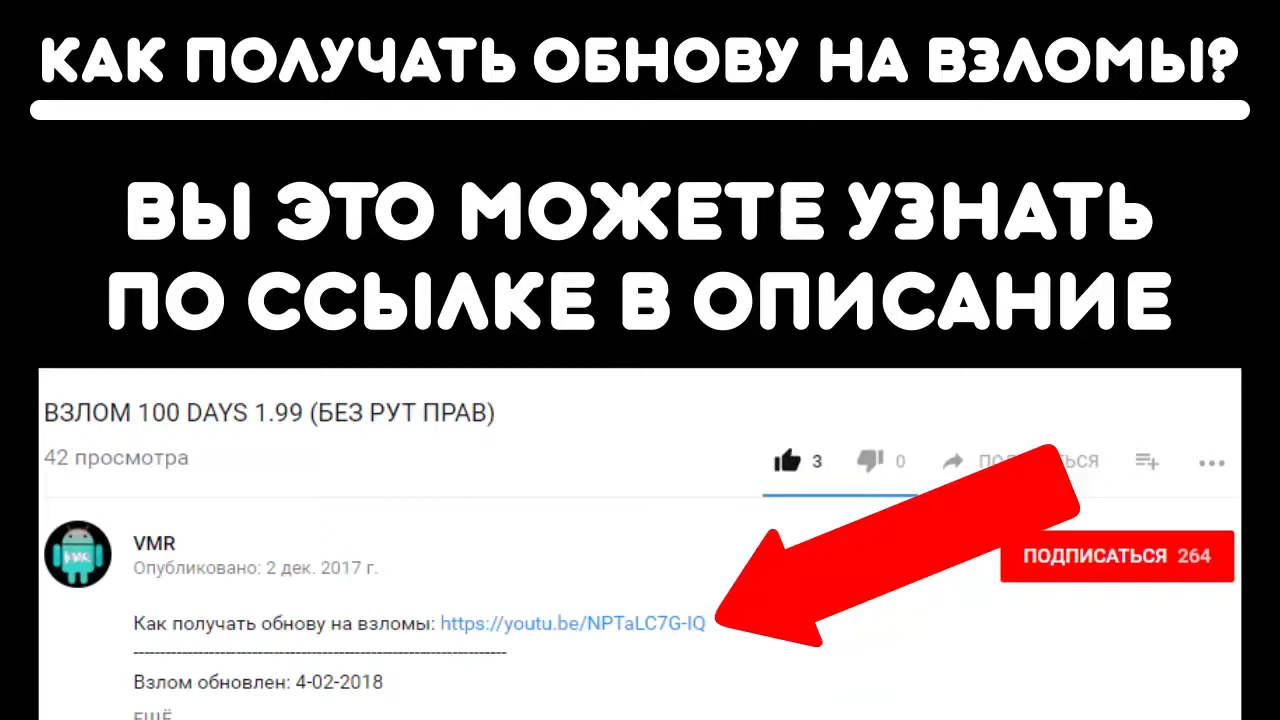 КАК ПОЛУЧАТЬ ОБНОВУ НА ВЗЛОМЫ?
ВЫ ЭТО МОЖЕТЕ УЗНАТЬ
ПО ССЫЛКЕ В ОПИСАНИЕ
ВЗЛОМ 100 DAYS 1.99 (БЕЗ РУТ ПРАВ)
42 просмотра
3 0
VMR
VMR
Опубликовано: 2 дек. 2017 г.
ПОДПИСАТЬСЯ 264
Как получать обнову на взломы: https://youtu.be/NPTaLC7G-IQ
Взлом обновлен: 4-02-2018
ЕЩЁ